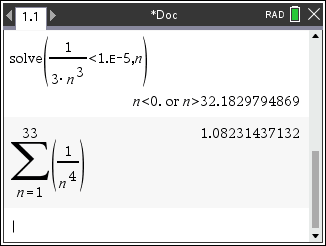 1.1 *Doc RAD
solve(1/(3·n^3)<1.E-5,n)
n<0. or n>32.1829794869
33
∑ (1/n^4) 1.08231437132
n=1